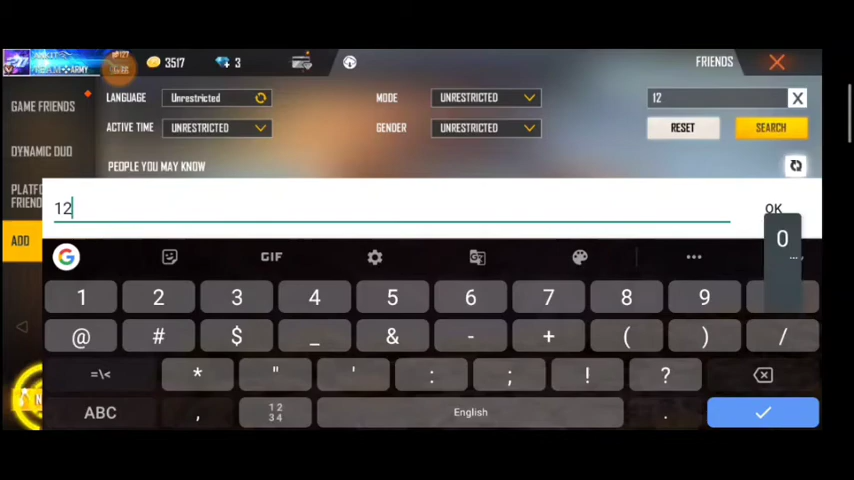 3517
3
FRIENDS
GAME FRIENDS
LANGUAGE
Unrestricted
MODE
UNRESTRICTED
12
X
DYNAMIC DUO
ACTIVE TIME
UNRESTRICTED
GENDER
UNRESTRICTED
RESET
SEARCH
PEOPLE YOU MAY KNOW
PLATF
FRIEN
12
OK
ADD
0
G
GIF
1 2 3 4 5 6 7 8 9
@ # $ _ & - + ( ) /
=\< * " ' : ; ! ?
ABC , 12 34 English .